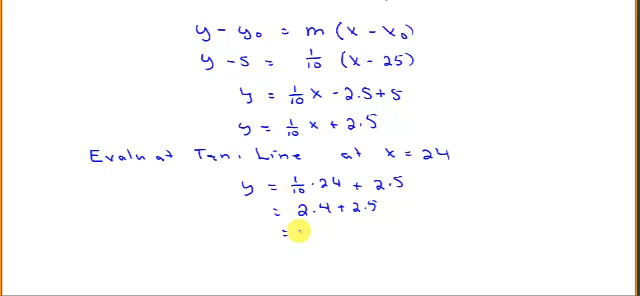 y - y₀ = m (x - x₀)
y - 5 = 1/10 (x - 25)
y = 1/10 x - 2.5 + 5
y = 1/10 x + 2.5
Evaluat Tan. Line at x = 24
y = 1/10 · 24 + 2.5
= 2.4 + 2.5
=